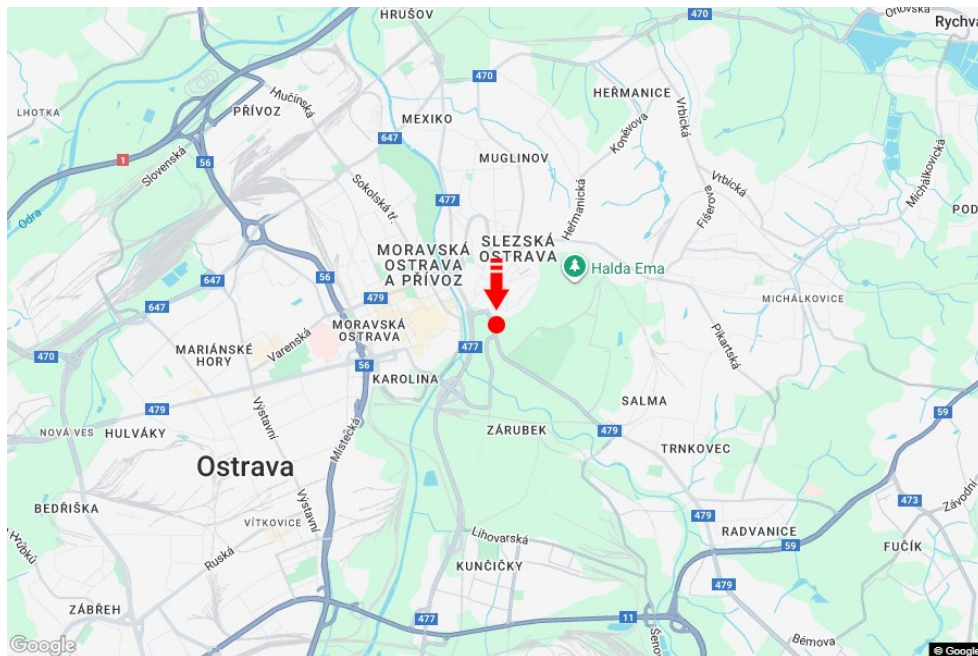 HRUŠOV
470
Orlovská
Rychva
LHOTKA
PŘÍVOZ
Hlučínská
MEXIKO
470
HEŘMANICE
Koněvova
Vrbická
647
56
1
Slovenská
Odra
MUGLINOV
Sokolská tř.
477
Heřmanická
Fišerova
Vrbická
Michálkovická
POD
MORAVSKÁ
OSTRAVA
A PŘÍVOZ
SLEZSKÁ
OSTRAVA
Halda Ema
647
56
479
647
MICHÁLKOVICE
MORAVSKÁ
OSTRAVA
Varenská
470
MARIÁNSKÉ
HORY
56
477
Pikartská
KAROLINA
479
Výstavní
Místecká
SALMA
59
NOVÁ VES
HULVÁKY
ZÁRUBEK
479
TRNKOVEC
Ostrava
473
Závodní
BEDŘIŠKA
Výstavní
479
VÍTKOVICE
Ruská
Lihovarská
RADVANICE
59
FUČÍK
KUNČIČKY
479
ZÁBŘEH
477
11
Bémova
Google
© Google